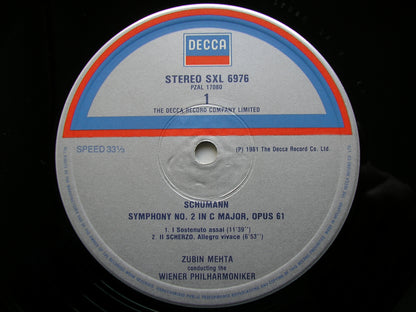 DECCA
STEREO SXL 6976
PZAL 17080
1
THE DECCA RECORD COMPANY LIMITED
SPEED 33⅓
(P) 1981 The Decca Record Co. Ltd.
SCHUMANN
SYMPHONY NO. 2 IN C MAJOR, OPUS 61
1. I Sostenuto assai (11'39")
2. II SCHERZO. Allegro vivace (6'53")
ZUBIN MEHTA
conducting the
WIENER PHILHARMONIKER